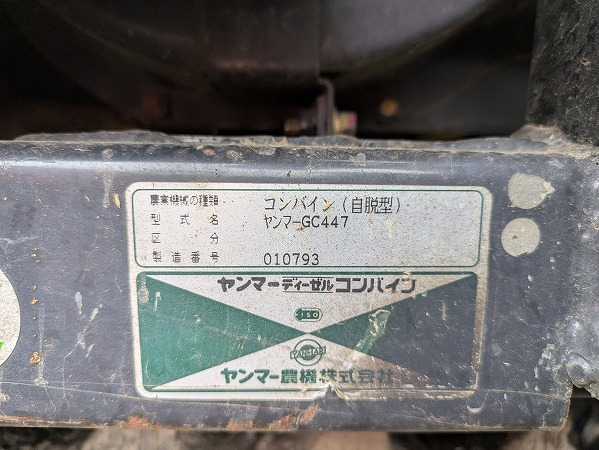 農業機械の種類 コンバイン(自脱型)
型式名 ヤンマーGC447
区分
製造番号 010793
ヤンマーディーゼルコンバイン
ISO
YANMAR
ヤンマー農機株式会社